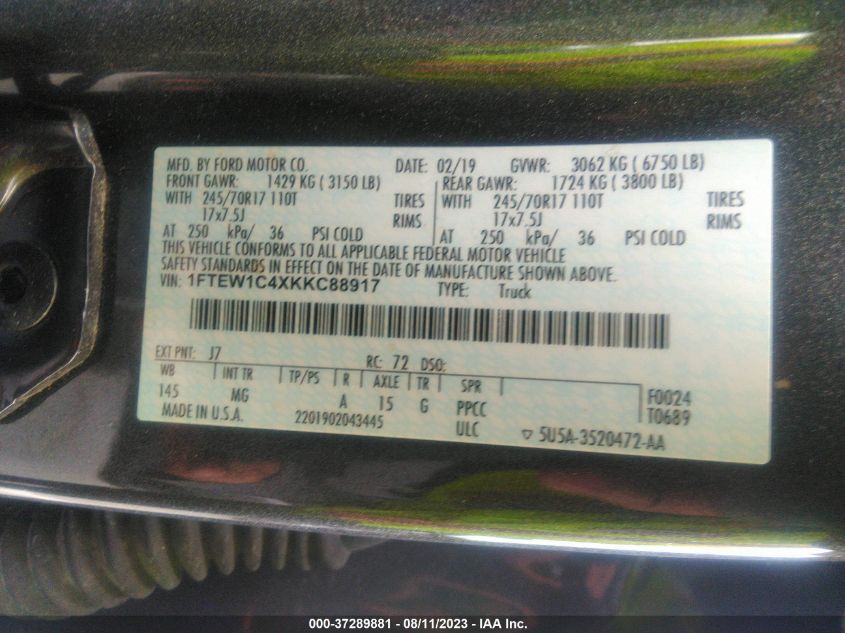 MFD. BY FORD MOTOR CO. DATE: 02/19 GVWR: 3062 KG ( 6750 LB)
FRONT GAWR: 1429 KG ( 3150 LB) REAR GAWR: 1724 KG ( 3800 LB)
WITH 245/70R17 110T TIRES WITH 245/70R17 110T TIRES
17x7.5J RIMS 17x7.5J RIMS
AT 250 kPa/ 36 PSI COLD AT 250 kPa/ 36 PSI COLD
THIS VEHICLE CONFORMS TO ALL APPLICABLE FEDERAL MOTOR VEHICLE
SAFETY STANDARDS IN EFFECT ON THE DATE OF MANUFACTURE SHOWN ABOVE.
VIN: 1FTEW1C4XKKC88917 TYPE: Truck
EXT PNT: J7 RC: 72 DSO:
WB INT TR TP/PS R AXLE TR SPR F0024
145 MG A 15 G PPCC T0689
MADE IN U.S.A. 2201902043445 ULC ▽ 5U5A-3520472-AA
000-37289881 - 08/11/2023 - IAA Inc.